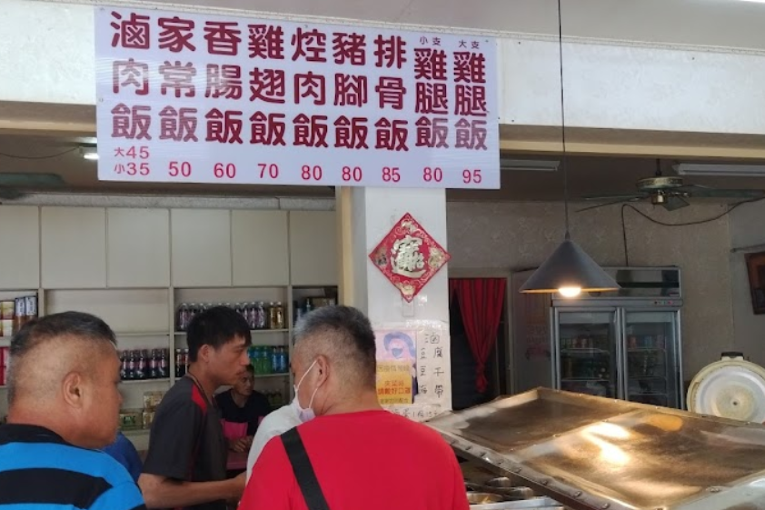 滷肉飯 大45 小35
家常飯 50
香腸飯 60
雞翅飯 70
焢肉飯 80
豬腳飯 80
排骨飯 85
小支 雞腿飯 80
大支 雞腿飯 95